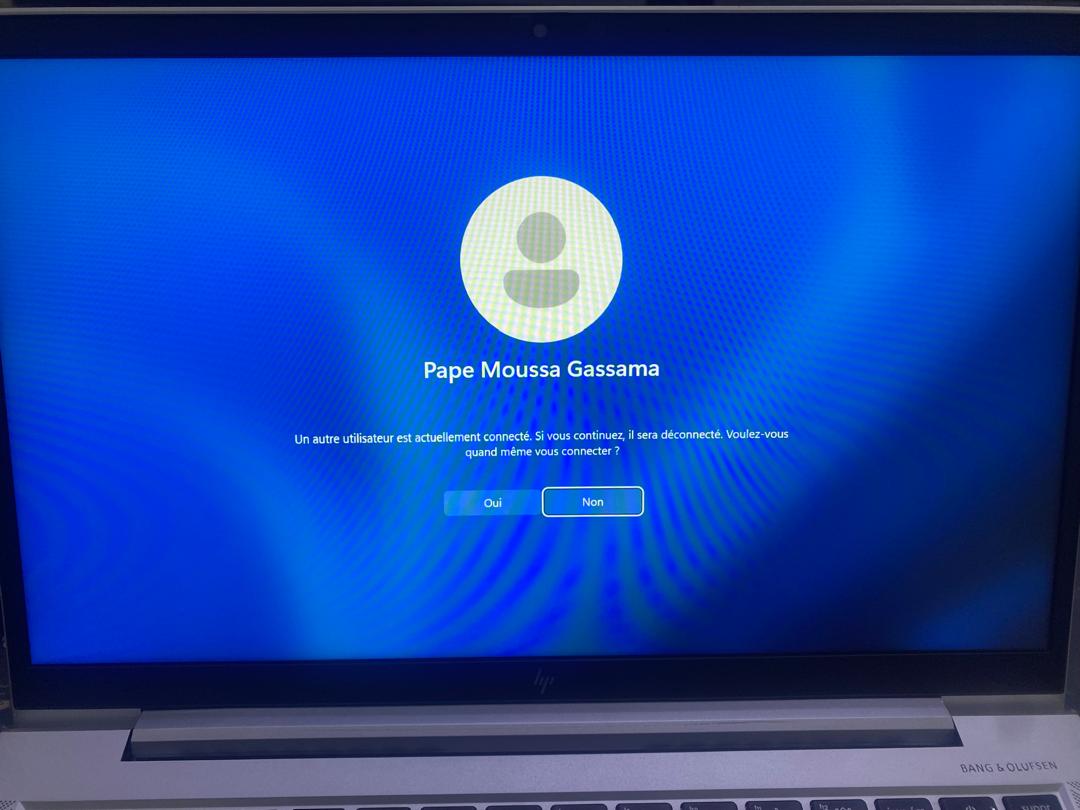 Pape Moussa Gassama
Un autre utilisateur est actuellement connecté. Si vous continuez, il sera déconnecté. Voulez-vous
quand même vous connecter ?
Oui
Non
hp
BANG & OLUFSEN